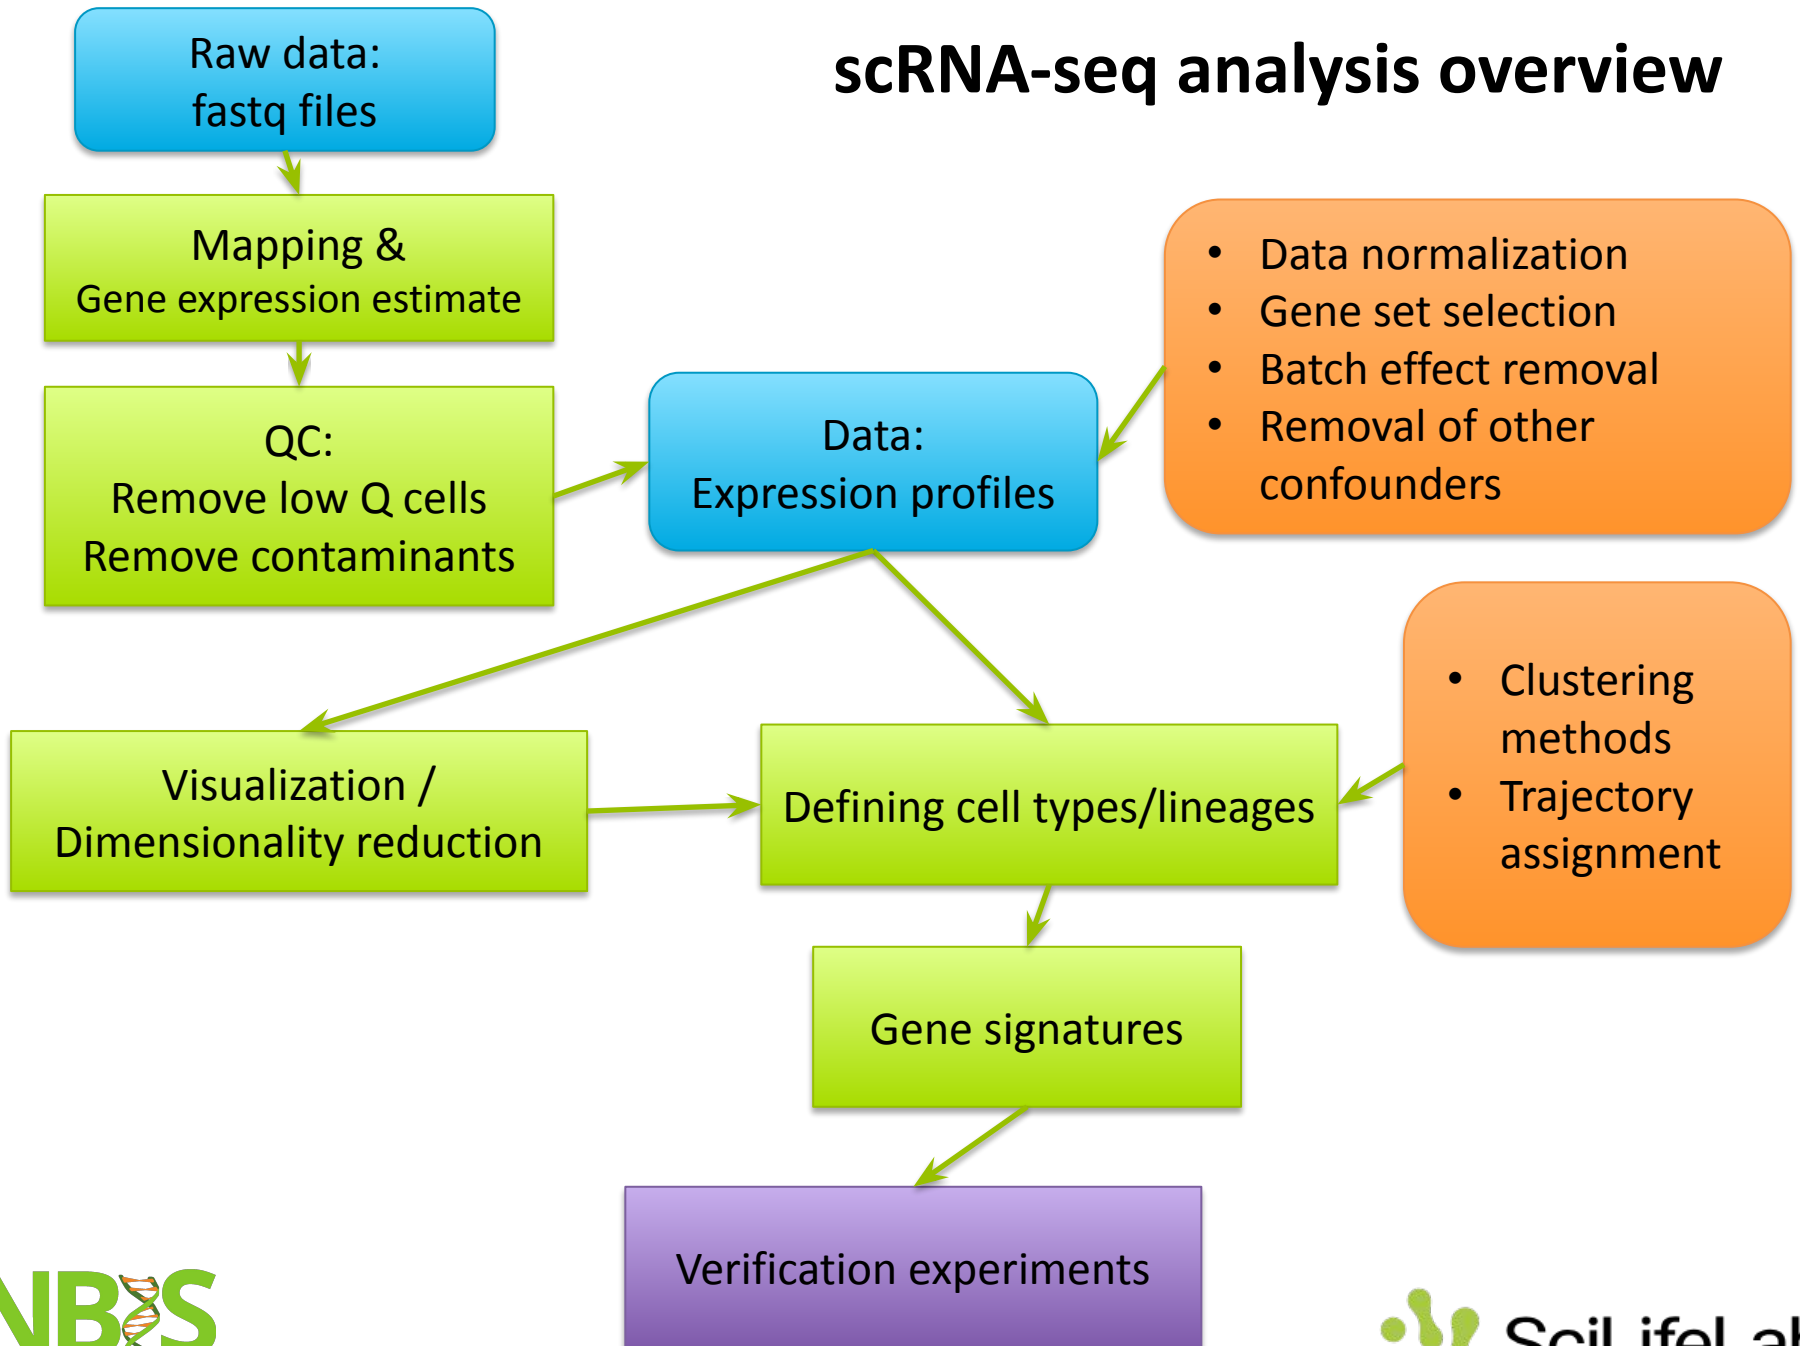 scRNA-seq analysis overview
Raw data:
fastq files
Mapping &
Gene expression estimate
QC:
Remove low Q cells
Remove contaminants
Data:
Expression profiles
• Data normalization
• Gene set selection
• Batch effect removal
• Removal of other
confounders
Visualization /
Dimensionality reduction
Defining cell types/lineages
• Clustering
methods
• Trajectory
assignment
Gene signatures
Verification experiments
NBIS
SciLifeLab